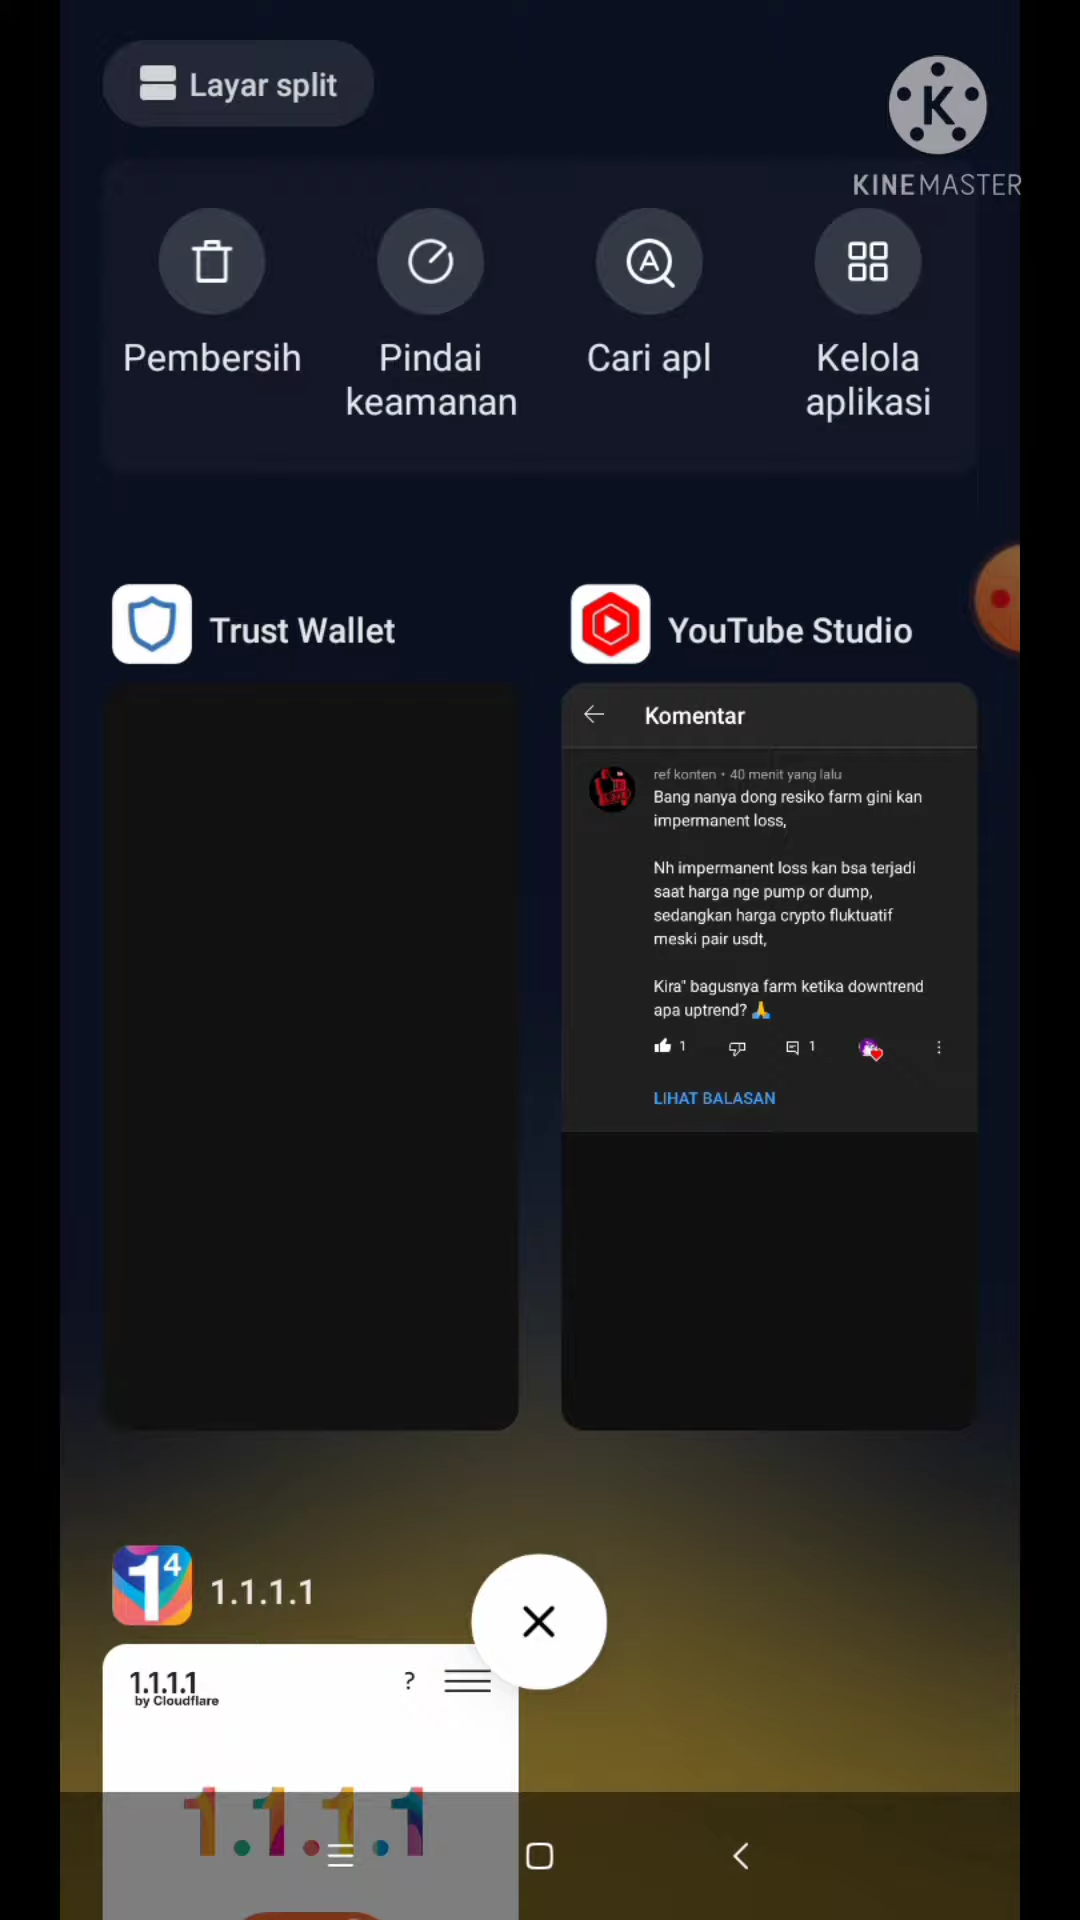 Layar split
K
KINEMASTER
Pembersih
Pindai keamanan
Cari apl
Kelola aplikasi
Trust Wallet
YouTube Studio
Komentar
ref konten • 40 menit yang lalu
Bang nanya dong resiko farm gini kan
impermanent loss,
Nh impermanent loss kan bsa terjadi
saat harga nge pump or dump,
sedangkan harga crypto fluktuatif
meski pair usdt,
Kira" bagusnya farm ketika downtrend
apa uptrend? 🙏
1
1
LIHAT BALASAN
1⁴
1.1.1.1
1.1.1.1
by Cloudflare
?
1.1.1.1